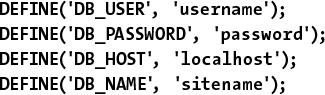 DEFINE('DB_USER', 'username');
DEFINE('DB_PASSWORD', 'password');
DEFINE('DB_HOST', 'localhost');
DEFINE('DB_NAME', 'sitename');